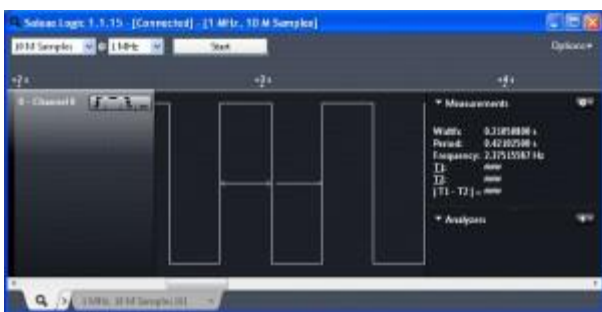 Saleae Logic 1.1.15 - [Connected] - [1 MHz, 10 M Samples]
10 M Samples @ 1 MHz Start Options
+2 s +3 s +4 s
0 - Channel 0
Measurements
Width: 0.21050800 s
Period: 0.42102500 s
Frequency: 2.37515587 Hz
T1: ###
T2: ###
|T1 - T2| = ###
Analyzers
1 MHz, 10 M Samples [6]